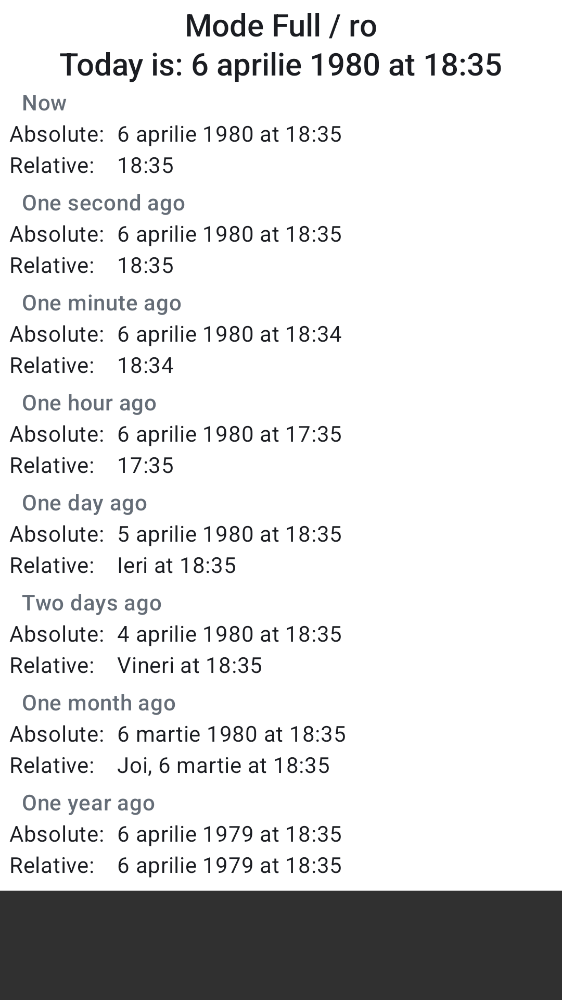 Mode Full / ro
Today is: 6 aprilie 1980 at 18:35
Now
Absolute: 6 aprilie 1980 at 18:35
Relative: 18:35
One second ago
Absolute: 6 aprilie 1980 at 18:35
Relative: 18:35
One minute ago
Absolute: 6 aprilie 1980 at 18:34
Relative: 18:34
One hour ago
Absolute: 6 aprilie 1980 at 17:35
Relative: 17:35
One day ago
Absolute: 5 aprilie 1980 at 18:35
Relative: Ieri at 18:35
Two days ago
Absolute: 4 aprilie 1980 at 18:35
Relative: Vineri at 18:35
One month ago
Absolute: 6 martie 1980 at 18:35
Relative: Joi, 6 martie at 18:35
One year ago
Absolute: 6 aprilie 1979 at 18:35
Relative: 6 aprilie 1979 at 18:35